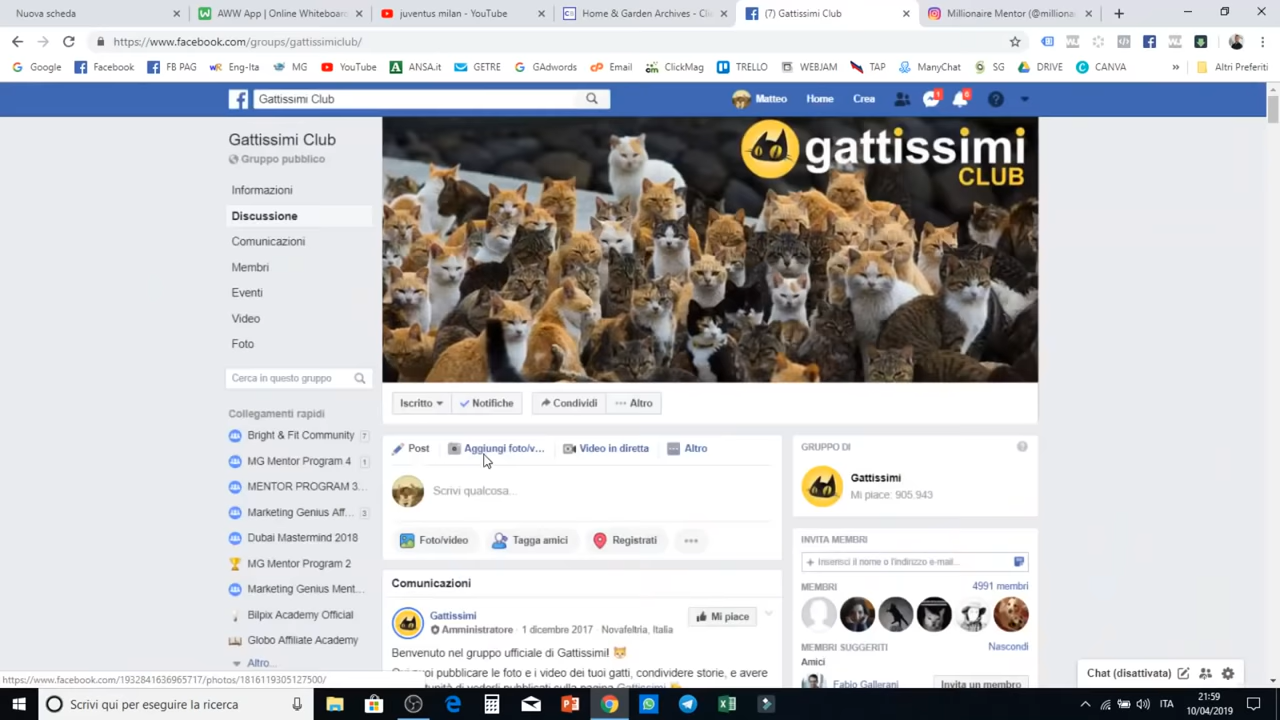 Nuova scheda
AWW App | Online Whiteboard
juventus milan - YouTube
Home & Garden Archives - Cli
(7) Gattissimi Club
Millionaire Mentor (@milliona
https://www.facebook.com/groups/gattissimiclub/
Google Facebook FB PAG Eng-Ita MG YouTube ANSA.it GETRE GAdwords Email ClickMag TRELLO WEBJAM TAP ManyChat SG DRIVE CANVA » Altri Preferiti
Gattissimi Club
Matteo Home Crea 1 6
Gattissimi Club
Gruppo pubblico
Informazioni
Discussione
Comunicazioni
Membri
Eventi
Video
Foto
Cerca in questo gruppo
Collegamenti rapidi
Bright & Fit Community 7
MG Mentor Program 4 1
MENTOR PROGRAM 3...
Marketing Genius Aff... 3
Dubai Mastermind 2018
MG Mentor Program 2
Marketing Genius Ment...
Bilpix Academy Official
Globo Affiliate Academy
Altro...
gattissimi
CLUB
Iscritto Notifiche Condividi Altro
Post Aggiungi foto/v... Video in diretta Altro
Scrivi qualcosa...
Foto/video Tagga amici Registrati
Comunicazioni
Gattissimi
Amministratore · 1 dicembre 2017 · Novafeltria, Italia
Mi piace
Benvenuto nel gruppo ufficiale di Gattissimi!
GRUPPO DI
Gattissimi
Mi piace: 905.943
INVITA MEMBRI
+ Inserisci il nome o l'indirizzo e-mail...
MEMBRI 4991 membri
MEMBRI SUGGERITI Nascondi
Amici
Fabio Gallerani Invita un membro
Chat (disattivata)
https://www.facebook.com/1932841636965717/photos/1816119305127500/
Scrivi qui per eseguire la ricerca
ITA
21:59
10/04/2019